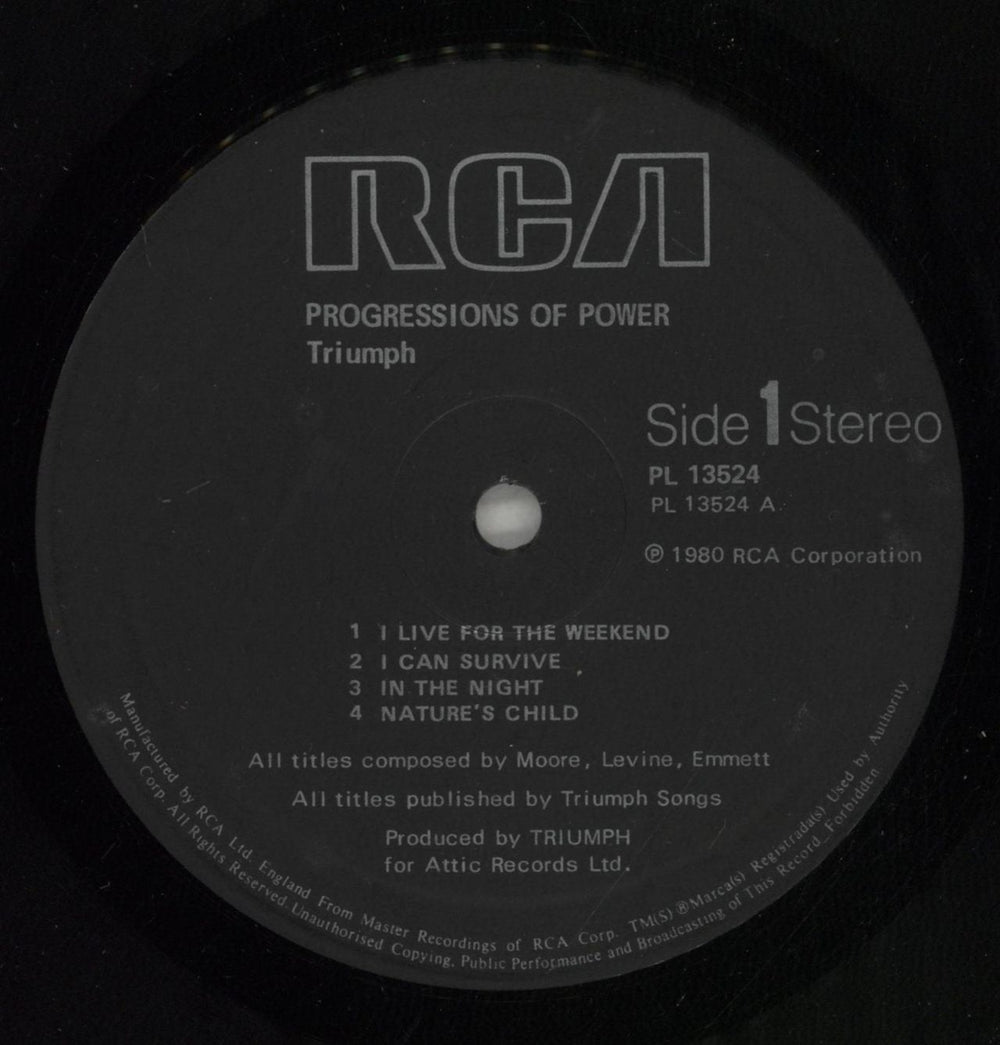 RCA
PROGRESSIONS OF POWER
Triumph
Side 1 Stereo
PL 13524
PL 13524 A
℗ 1980 RCA Corporation
1 I LIVE FOR THE WEEKEND
2 I CAN SURVIVE
3 IN THE NIGHT
4 NATURE'S CHILD
All titles composed by Moore, Levine, Emmett
All titles published by Triumph Songs
Produced by TRIUMPH
for Attic Records Ltd.
Manufactured by RCA Ltd. England From Master Recordings of RCA Corp. TM(S) ® Marca(s) Registrada(s) Used by Authority
of RCA Corp. All Rights Reserved Unauthorised Copying, Public Performance and Broadcasting of This Record Forbidden